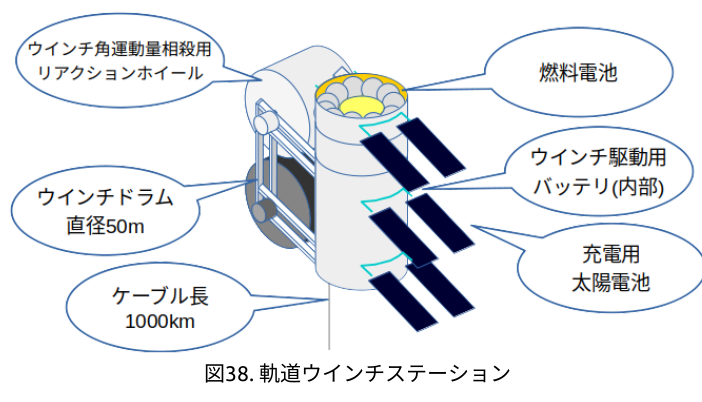 ウインチ角運動量相殺用
リアクションホイール
燃料電池
ウインチ駆動用
バッテリ(内部)
ウインチドラム
直径50m
充電用
太陽電池
ケーブル長
1000km
図38. 軌道ウインチステーション